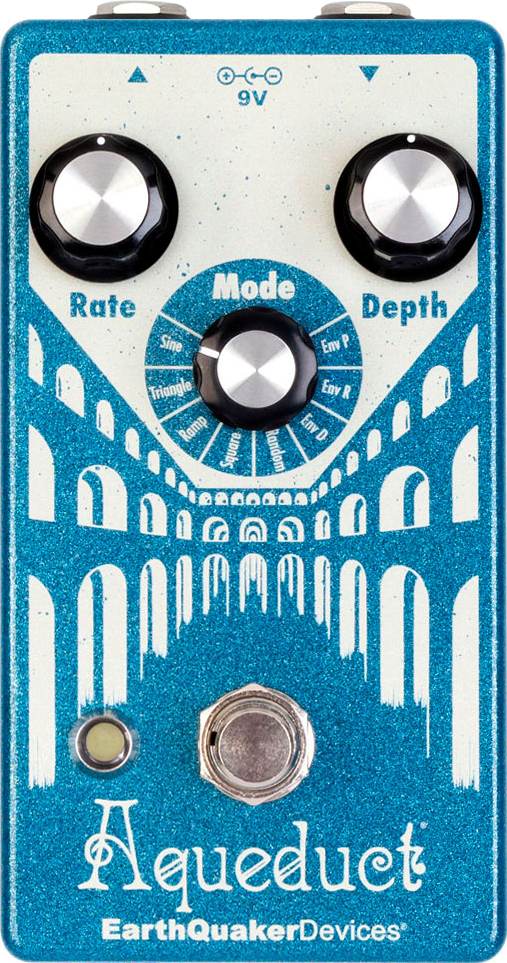 9V
Rate
Mode
Depth
Sine
Triangle
Ramp
Square
Random
Env D
Env R
Env P
Aqueduct®
EarthQuakerDevices®